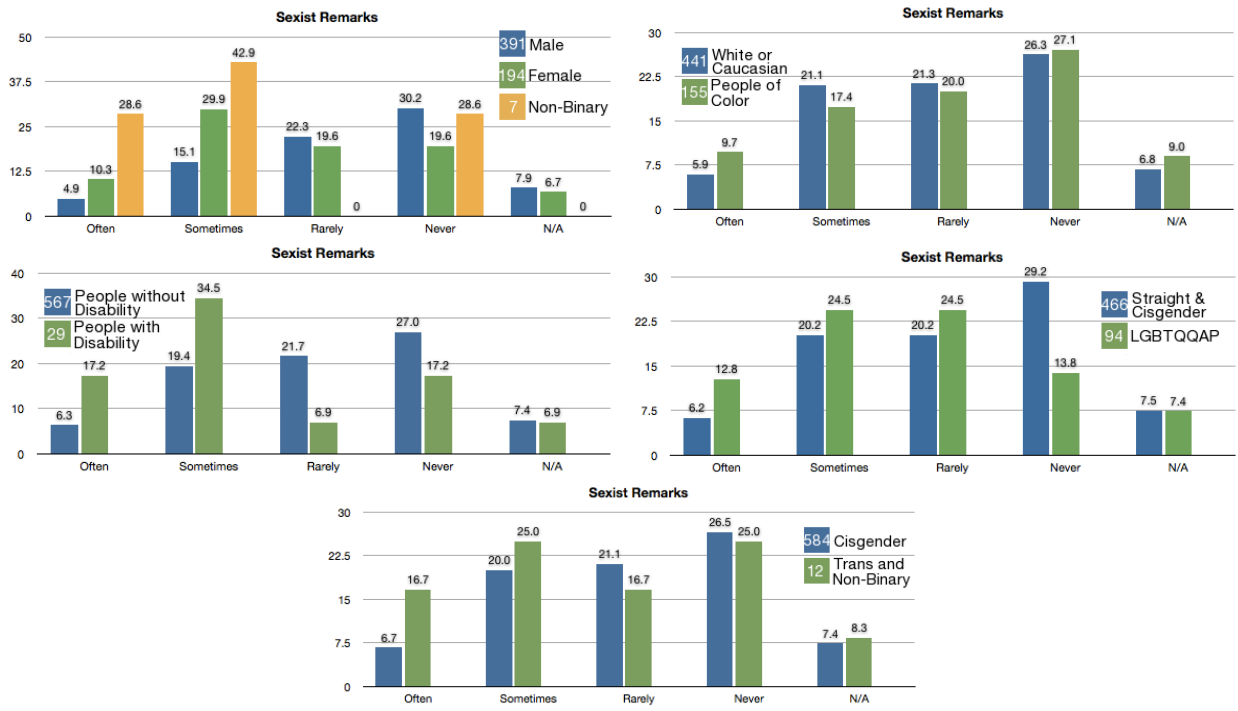 Sexist Remarks
50
37.5
25
12.5
0
391 Male
194 Female
7 Non-Binary
4.9 10.3 28.6
15.1 29.9 42.9
22.3 19.6 0
30.2 19.6 28.6
7.9 6.7 0
Often Sometimes Rarely Never N/A
Sexist Remarks
30
22.5
15
7.5
0
441 White or
Caucasian
155 People of
Color
5.9 9.7
21.1 17.4
21.3 20.0
26.3 27.1
6.8 9.0
Often Sometimes Rarely Never N/A
Sexist Remarks
40
30
20
10
0
567 People without
Disability
29 People with
Disability
6.3 17.2
19.4 34.5
21.7 6.9
27.0 17.2
7.4 6.9
Often Sometimes Rarely Never N/A
Sexist Remarks
30
22.5
15
7.5
0
466 Straight &
Cisgender
94 LGBTQQAP
6.2 12.8
20.2 24.5
20.2 24.5
29.2 13.8
7.5 7.4
Often Sometimes Rarely Never N/A
Sexist Remarks
30
22.5
15
7.5
0
584 Cisgender
12 Trans and
Non-Binary
6.7 16.7
20.0 25.0
21.1 16.7
26.5 25.0
7.4 8.3
Often Sometimes Rarely Never N/A